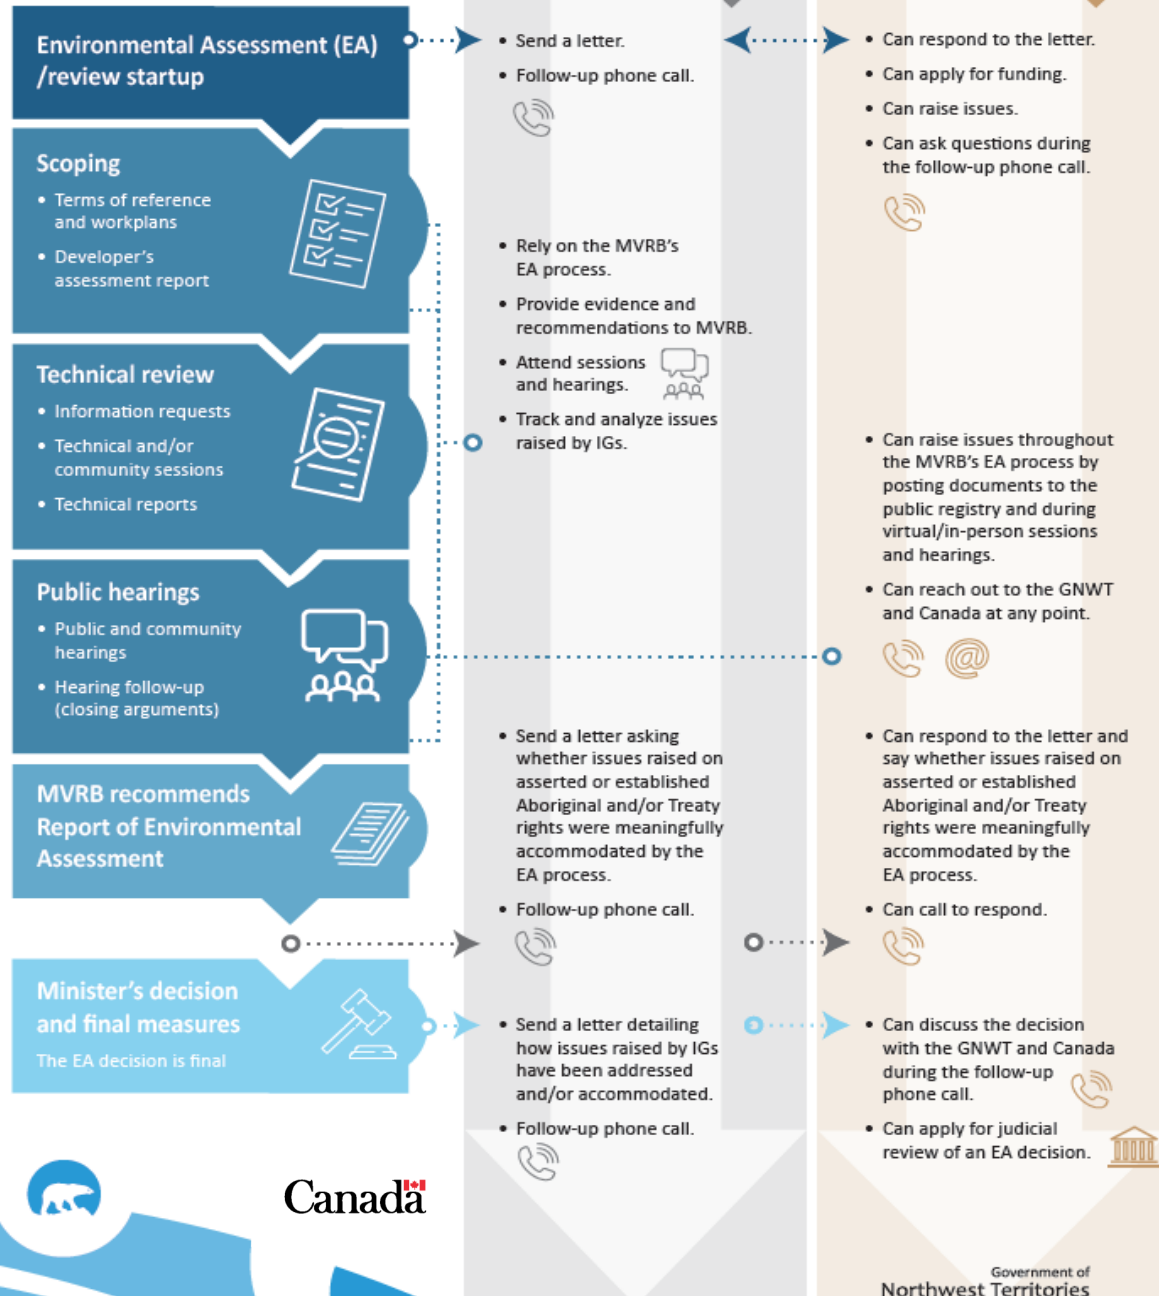 Environmental Assessment (EA)
/review startup
• Send a letter.
• Follow-up phone call.
• Can respond to the letter.
• Can apply for funding.
• Can raise issues.
• Can ask questions during
the follow-up phone call.
Scoping
• Terms of reference
and workplans
• Developer's
assessment report
• Rely on the MVRB's
EA process.
• Provide evidence and
recommendations to MVRB.
• Attend sessions
and hearings.
• Track and analyze issues
raised by IGs.
Technical review
• Information requests
• Technical and/or
community sessions
• Technical reports
• Can raise issues throughout
the MVRB's EA process by
posting documents to the
public registry and during
virtual/in-person sessions
and hearings.
• Can reach out to the GNWT
and Canada at any point.
@
Public hearings
• Public and community
hearings
• Hearing follow-up
(closing arguments)
MVRB recommends
Report of Environmental
Assessment
• Send a letter asking
whether issues raised on
asserted or established
Aboriginal and/or Treaty
rights were meaningfully
accommodated by the
EA process.
• Follow-up phone call.
• Can respond to the letter and
say whether issues raised on
asserted or established
Aboriginal and/or Treaty
rights were meaningfully
accommodated by the
EA process.
• Can call to respond.
Minister's decision
and final measures
The EA decision is final
• Send a letter detailing
how issues raised by IGs
have been addressed
and/or accommodated.
• Follow-up phone call.
• Can discuss the decision
with the GNWT and Canada
during the follow-up
phone call.
• Can apply for judicial
review of an EA decision.
Canada
Government of
Northwest Territories